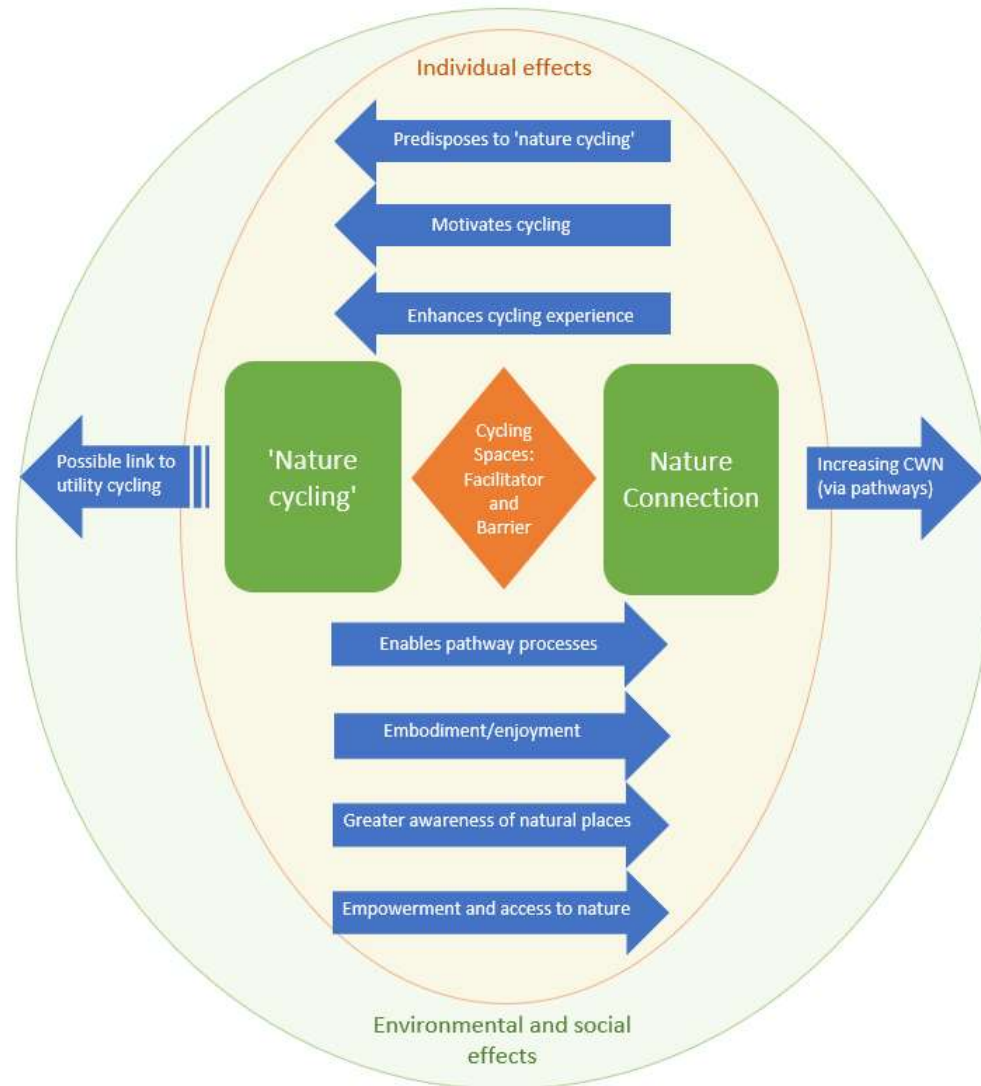 Individual effects
Predisposes to 'nature cycling'
Motivates cycling
Enhances cycling experience
Possible link to
utility cycling
'Nature
cycling'
Cycling
Spaces:
Facilitator
and
Barrier
Nature
Connection
Increasing CWN
(via pathways)
Enables pathway processes
Embodiment/enjoyment
Greater awareness of natural places
Empowerment and access to nature
Environmental and social
effects